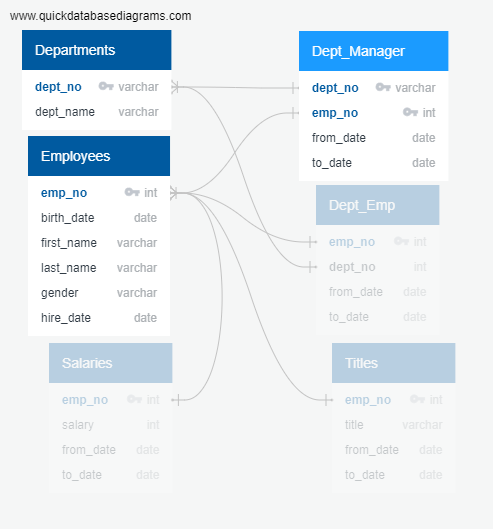 www.quickdatabasediagrams.com
Departments
dept_no varchar
dept_name varchar
Dept_Manager
dept_no varchar
emp_no int
from_date date
to_date date
Employees
emp_no int
birth_date date
first_name varchar
last_name varchar
gender varchar
hire_date date
Dept_Emp
emp_no int
dept_no int
from_date date
to_date date
Salaries
emp_no int
salary int
from_date date
to_date date
Titles
emp_no int
title varchar
from_date date
to_date date